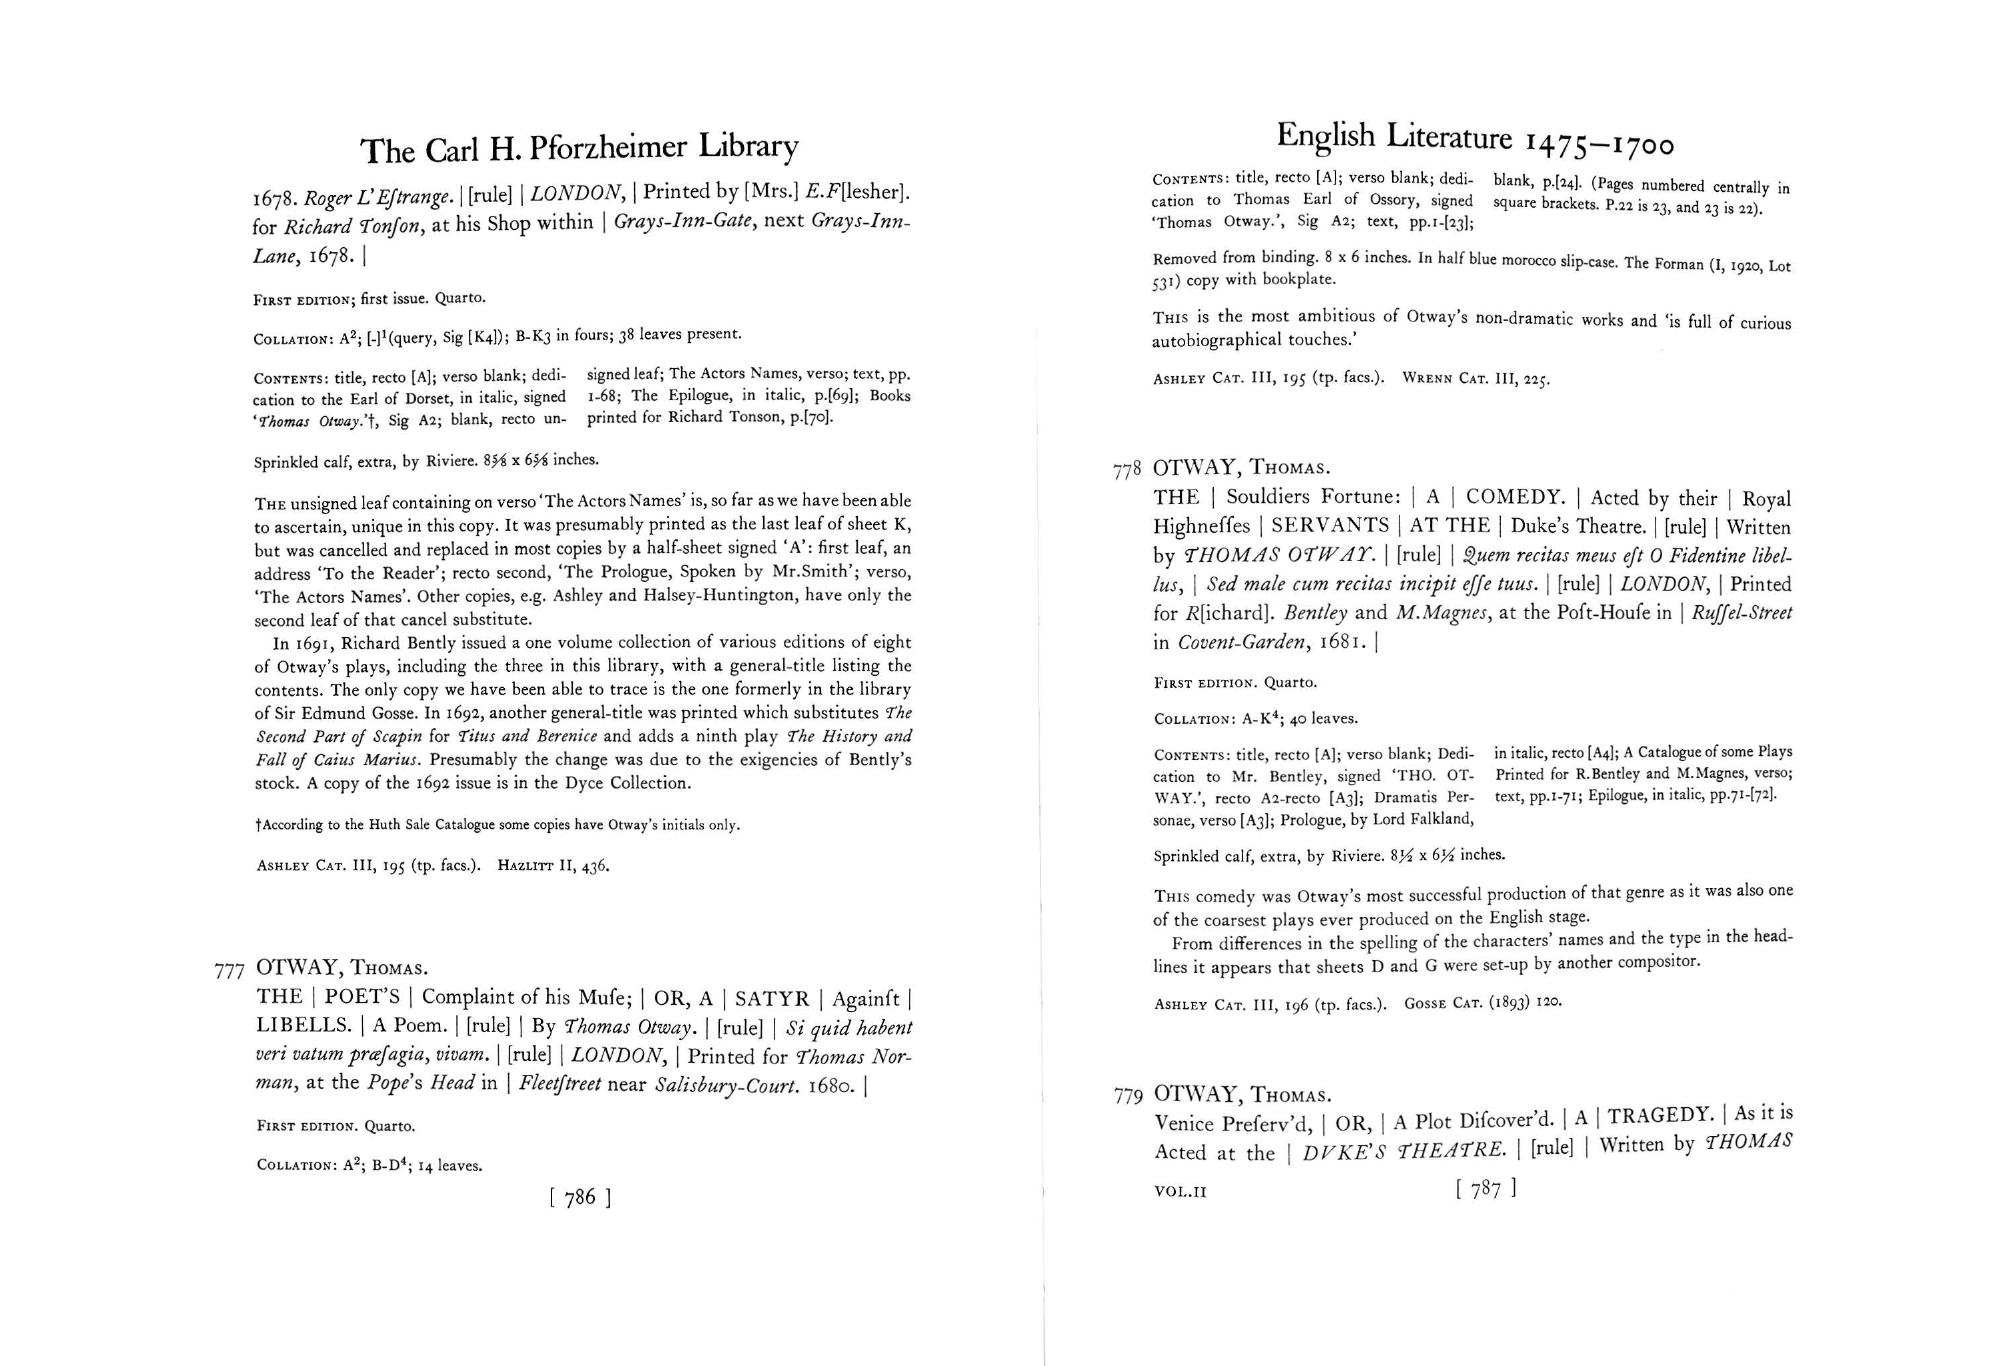 The Carl H. Pforzheimer Library
1678. Roger L'Eſtrange. | [rule] | LONDON, | Printed by [Mrs.] E.F[lesher].
for Richard Tonſon, at his Shop within | Grays-Inn-Gate, next Grays-Inn-
Lane, 1678. |
FIRST EDITION; first issue. Quarto.
COLLATION: A²; [-]¹(query, Sig [K4]); B-K3 in fours; 38 leaves present.
CONTENTS: title, recto [A]; verso blank; dedi-
cation to the Earl of Dorset, in italic, signed
'Thomas Otway.'†, Sig A2; blank, recto un-
signed leaf; The Actors Names, verso; text, pp.
1-68; The Epilogue, in italic, p.[69]; Books
printed for Richard Tonson, p.[70].
Sprinkled calf, extra, by Riviere. 8⅝ x 6⅝ inches.
THE unsigned leaf containing on verso 'The Actors Names' is, so far as we have been able
to ascertain, unique in this copy. It was presumably printed as the last leaf of sheet K,
but was cancelled and replaced in most copies by a half-sheet signed 'A': first leaf, an
address 'To the Reader'; recto second, 'The Prologue, Spoken by Mr.Smith'; verso,
'The Actors Names'. Other copies, e.g. Ashley and Halsey-Huntington, have only the
second leaf of that cancel substitute.
In 1691, Richard Bently issued a one volume collection of various editions of eight
of Otway's plays, including the three in this library, with a general-title listing the
contents. The only copy we have been able to trace is the one formerly in the library
of Sir Edmund Gosse. In 1692, another general-title was printed which substitutes The
Second Part of Scapin for Titus and Berenice and adds a ninth play The History and
Fall of Caius Marius. Presumably the change was due to the exigencies of Bently's
stock. A copy of the 1692 issue is in the Dyce Collection.
†According to the Huth Sale Catalogue some copies have Otway's initials only.
ASHLEY CAT. III, 195 (tp. facs.). HAZLITT II, 436.
777 OTWAY, THOMAS.
THE | POET'S | Complaint of his Muſe; | OR, A | SATYR | Againſt |
LIBELLS. | A Poem. | [rule] | By Thomas Otway. | [rule] | Si quid habent
veri vatum præſagia, vivam. | [rule] | LONDON, | Printed for Thomas Nor-
man, at the Pope's Head in | Fleetſtreet near Salisbury-Court. 1680. |
FIRST EDITION. Quarto.
COLLATION: A²; B-D⁴; 14 leaves.
[ 786 ]
English Literature 1475–1700
CONTENTS: title, recto [A]; verso blank; dedi-
cation to Thomas Earl of Ossory, signed
'Thomas Otway.', Sig A2; text, pp.1-[23];
blank, p.[24]. (Pages numbered centrally in
square brackets. P.22 is 23, and 23 is 22).
Removed from binding. 8 x 6 inches. In half blue morocco slip-case. The Forman (I, 1920, Lot
531) copy with bookplate.
THIS is the most ambitious of Otway's non-dramatic works and 'is full of curious
autobiographical touches.'
ASHLEY CAT. III, 195 (tp. facs.). WRENN CAT. III, 225.
778 OTWAY, THOMAS.
THE | Souldiers Fortune: | A | COMEDY. | Acted by their | Royal
Highneſſes | SERVANTS | AT THE | Duke's Theatre. | [rule] | Written
by THOMAS OTWAY. | [rule] | Quem recitas meus eſt O Fidentine libel-
lus, | Sed male cum recitas incipit eſſe tuus. | [rule] | LONDON, | Printed
for R[ichard]. Bentley and M.Magnes, at the Poſt-Houſe in | Ruſſel-Street
in Covent-Garden, 1681. |
FIRST EDITION. Quarto.
COLLATION: A-K⁴; 40 leaves.
CONTENTS: title, recto [A]; verso blank; Dedi-
cation to Mr. Bentley, signed 'THO. OT-
WAY.', recto A2-recto [A3]; Dramatis Per-
sonae, verso [A3]; Prologue, by Lord Falkland,
in italic, recto [A4]; A Catalogue of some Plays
Printed for R.Bentley and M.Magnes, verso;
text, pp.1-71; Epilogue, in italic, pp.71-[72].
Sprinkled calf, extra, by Riviere. 8½ x 6½ inches.
THIS comedy was Otway's most successful production of that genre as it was also one
of the coarsest plays ever produced on the English stage.
From differences in the spelling of the characters' names and the type in the head-
lines it appears that sheets D and G were set-up by another compositor.
ASHLEY CAT. III, 196 (tp. facs.). GOSSE CAT. (1893) 120.
779 OTWAY, THOMAS.
Venice Preſerv'd, | OR, | A Plot Diſcover'd. | A | TRAGEDY. | As it is
Acted at the | DVKE'S THEATRE. | [rule] | Written by THOMAS
VOL.II
[ 787 ]